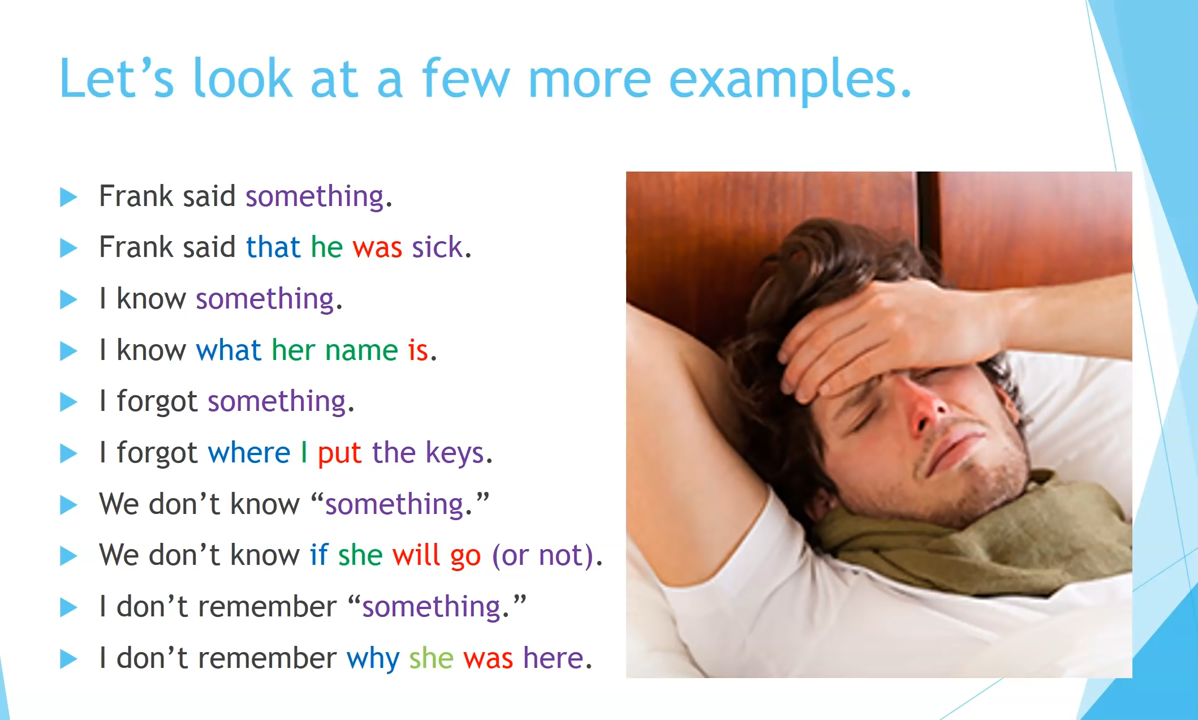 Let’s look at a few more examples.
Frank said something.
Frank said that he was sick.
I know something.
I know what her name is.
I forgot something.
I forgot where I put the keys.
We don’t know “something.”
We don’t know if she will go (or not).
I don’t remember “something.”
I don’t remember why she was here.